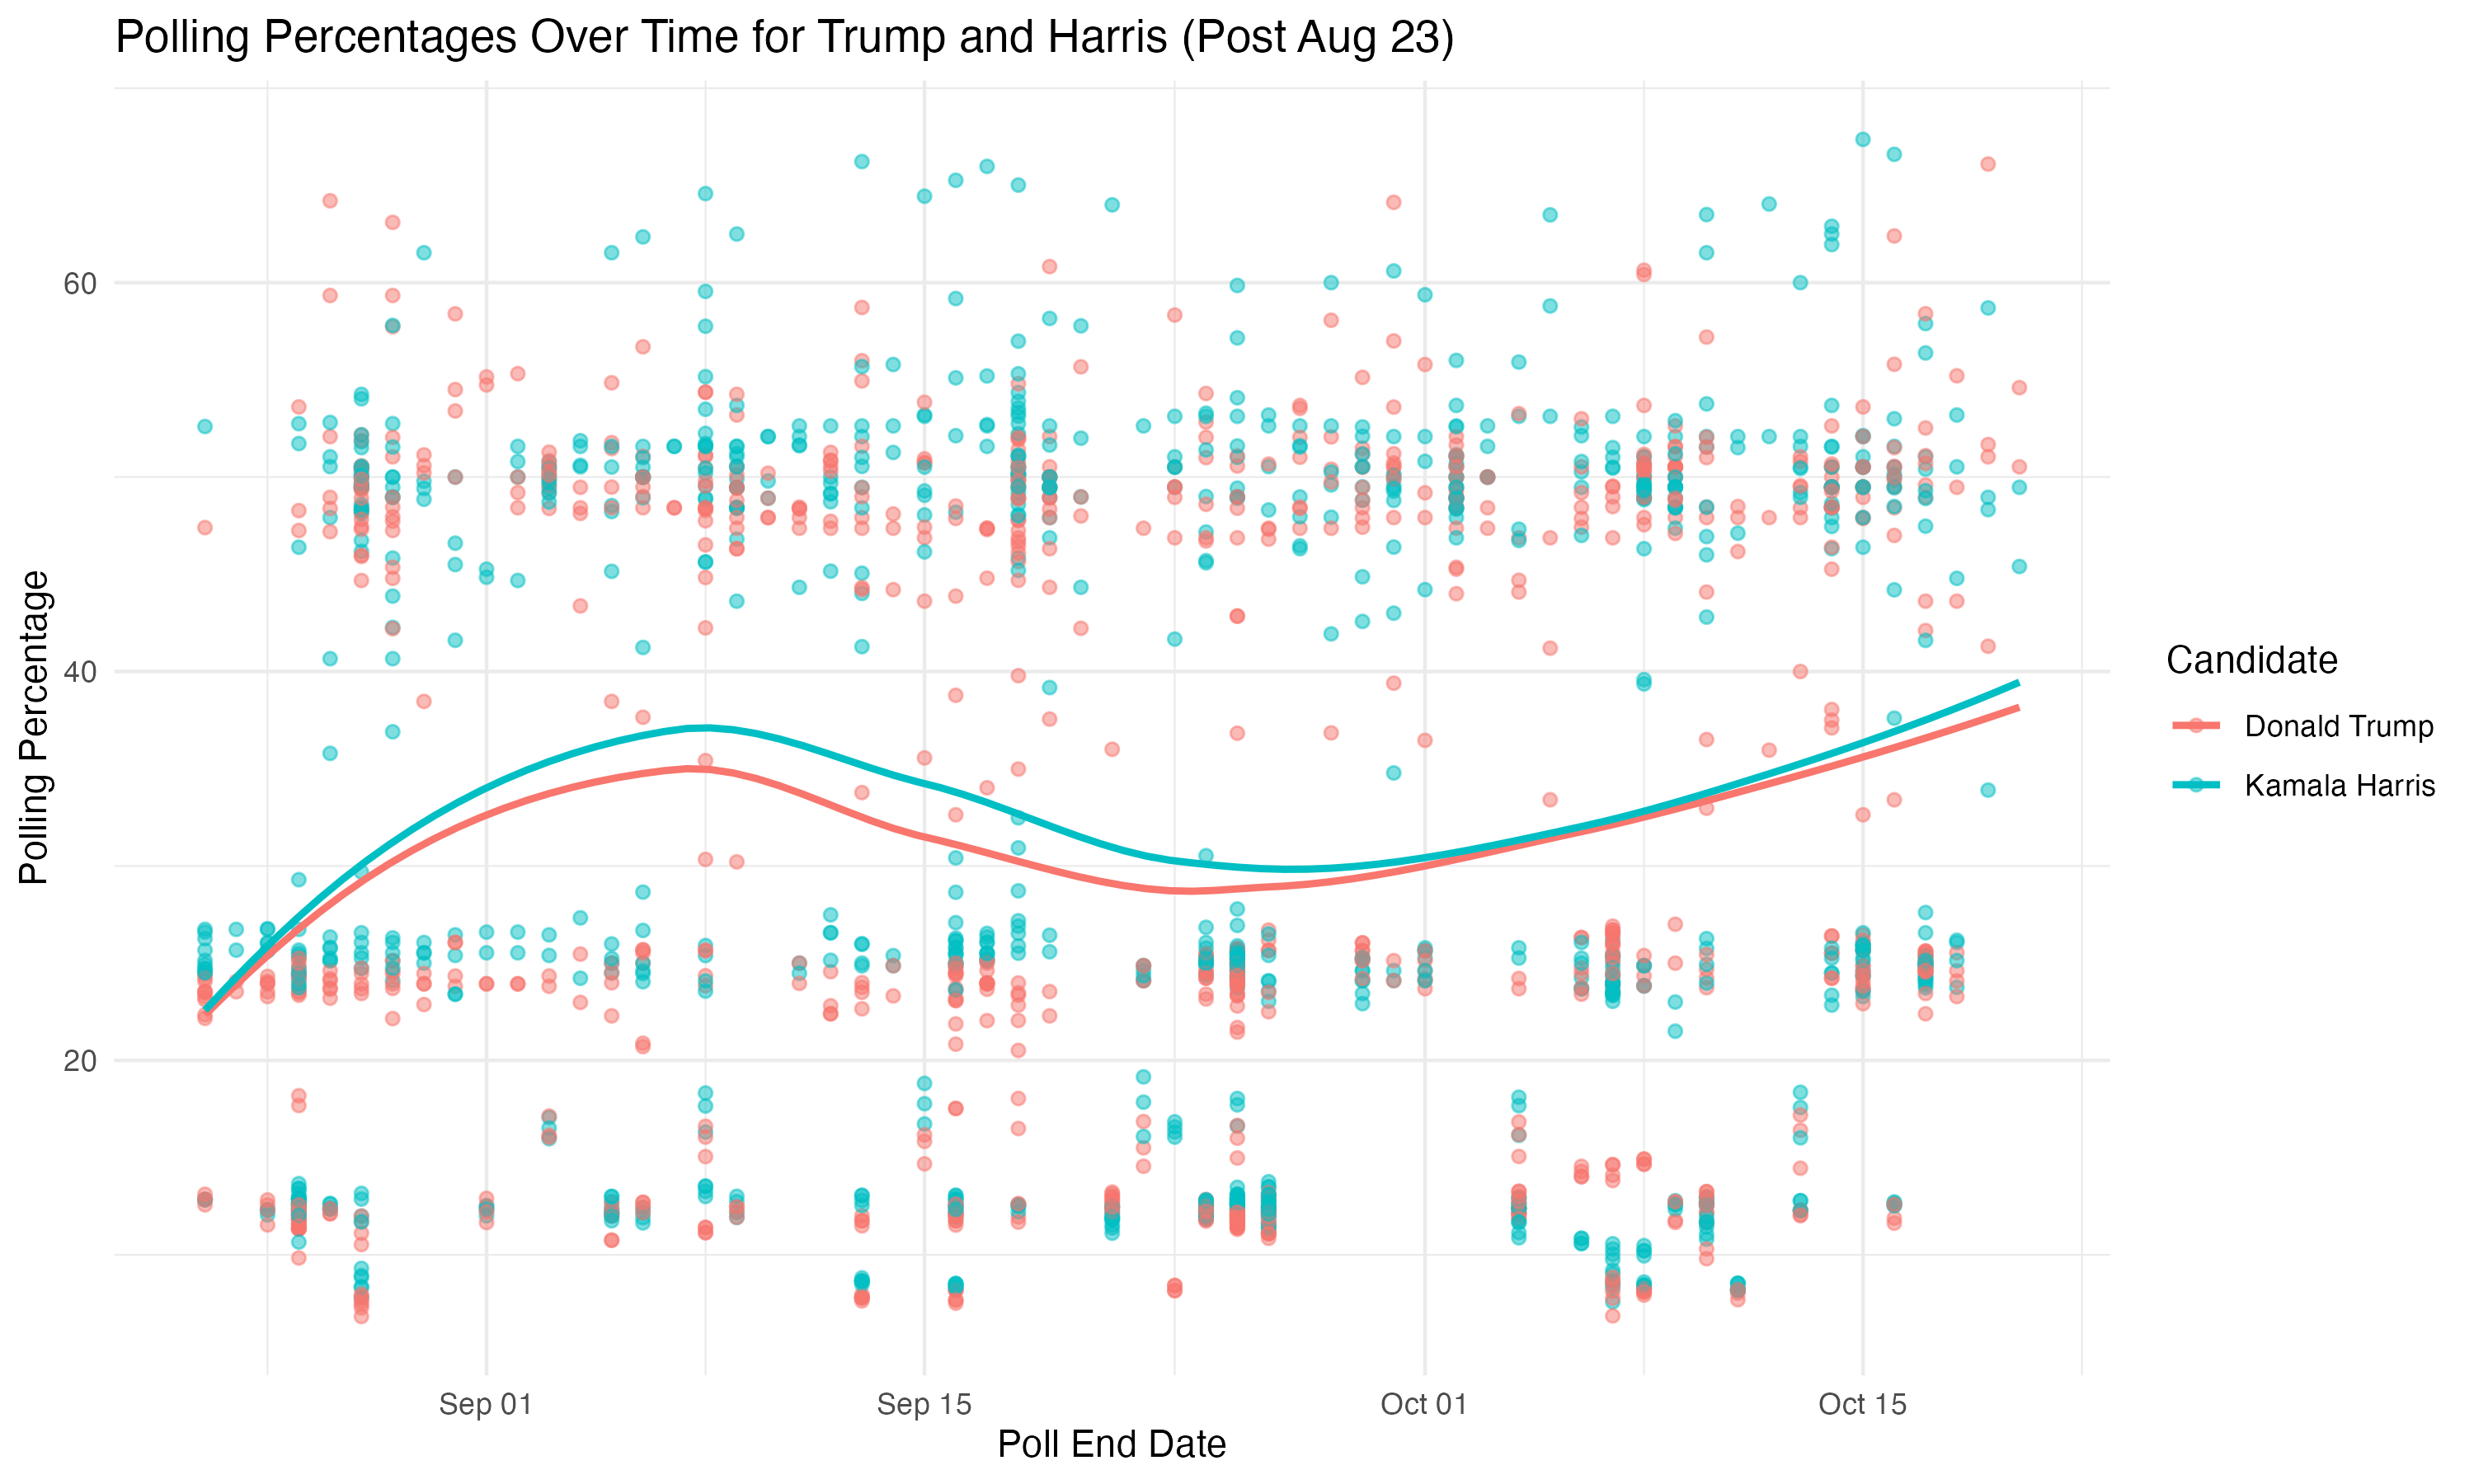 Polling Percentages Over Time for Trump and Harris (Post Aug 23)
Polling Percentage
60
40
20
Sep 01
Sep 15
Oct 01
Oct 15
Poll End Date
Candidate
Donald Trump
Kamala Harris